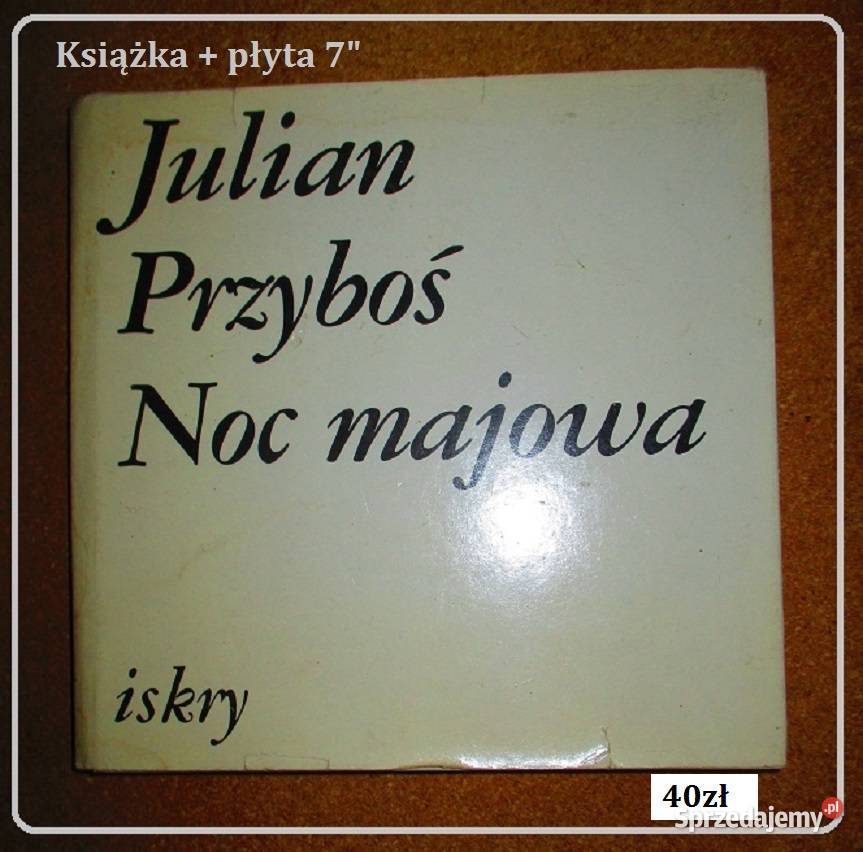 Książka + płyta 7"
Julian
Przyboś
Noc majowa
iskry
40zł
Sprzedajemy.pl